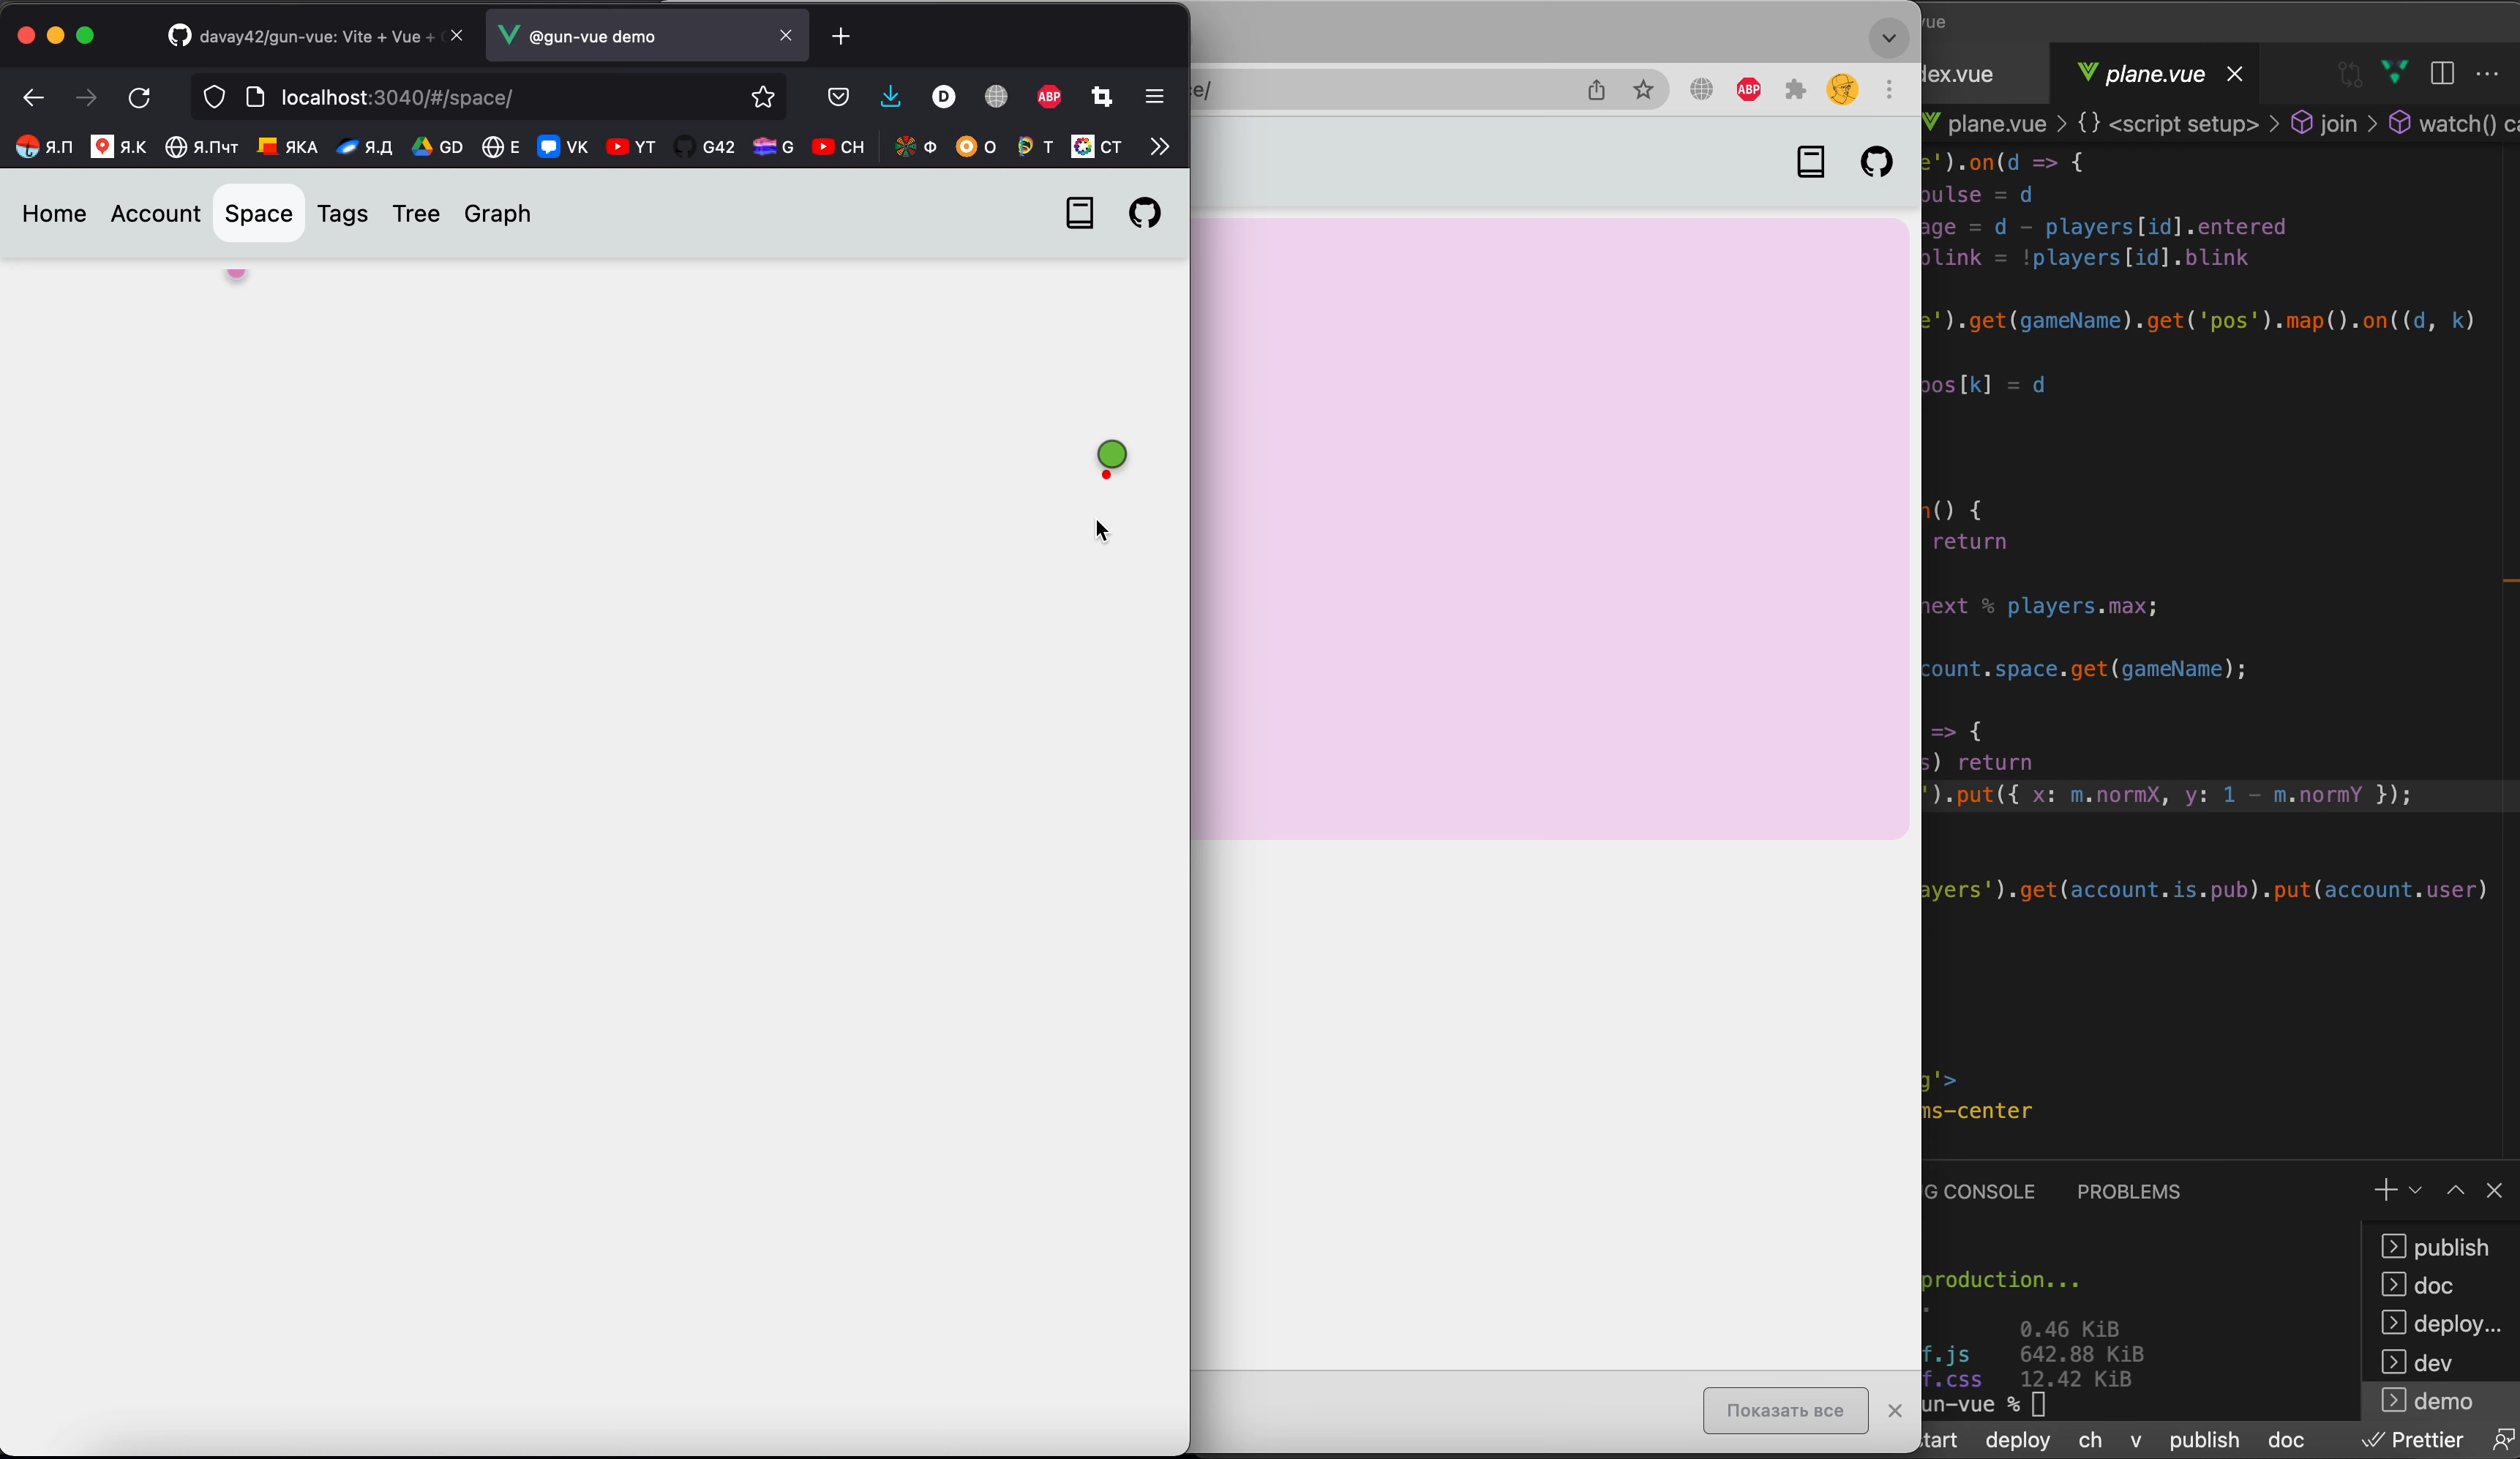 davay42/gun-vue: Vite + Vue +
@gun-vue demo
localhost:3040/#/space/
ABP
Я.П
Я.К
Я.Пчт
ЯКА
Я.Д
GD
E
VK
YT
G42
G
CH
Ф
О
T
CT
Home
Account
Space
Tags
Tree
Graph
e/
ABP
Показать все
vue
dex.vue
plane.vue
plane.vue > {} <script setup> > join > watch() ca
e').on(d => {
pulse = d
age = d - players[id].entered
blink = !players[id].blink
e').get(gameName).get('pos').map().on((d, k)
pos[k] = d
n() {
return
next % players.max;
count.space.get(gameName);
=> {
s) return
').put({ x: m.normX, y: 1 - m.normY });
ayers').get(account.is.pub).put(account.user)
g'>
ms-center
G CONSOLE
PROBLEMS
production...
.
0.46 KiB
f.js 642.88 KiB
f.css 12.42 KiB
un-vue %
publish
doc
deploy...
dev
demo
start
deploy
ch
v
publish
doc
Prettier